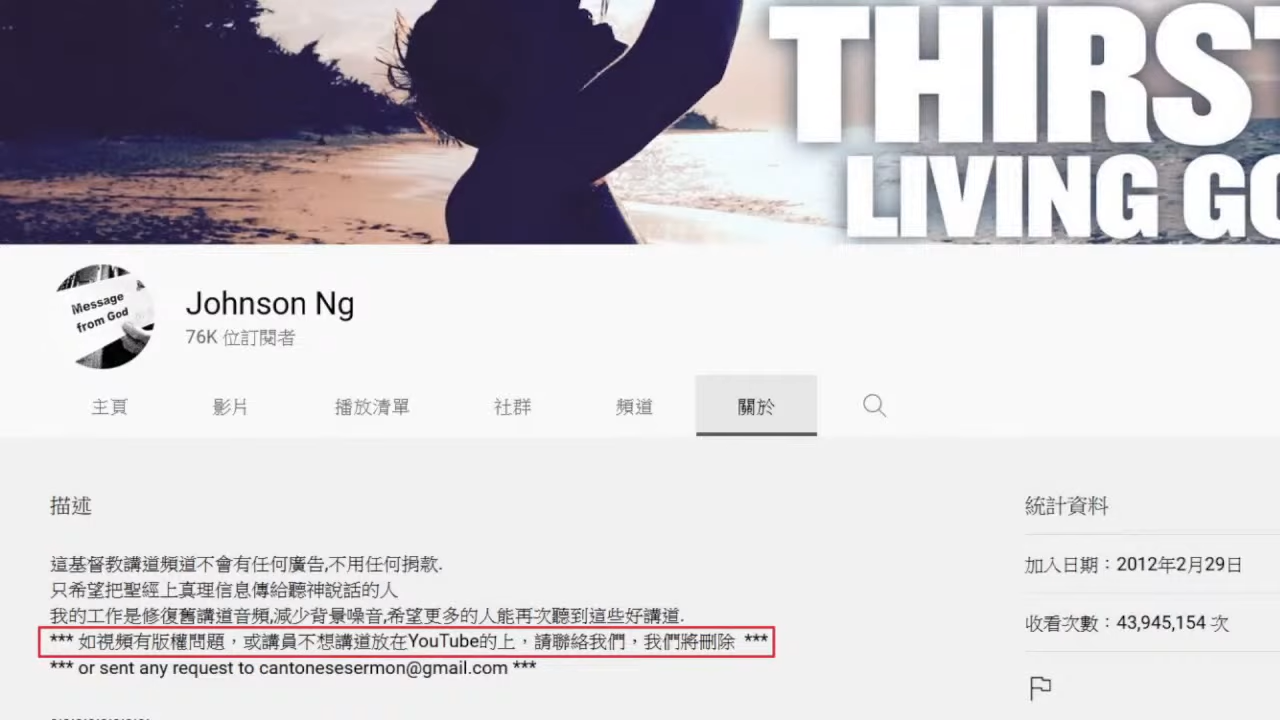 THIRST
LIVING GO
Message
from God
Johnson Ng
76K 位訂閱者
主頁
影片
播放清單
社群
頻道
關於
描述
這基督教講道頻道不會有任何廣告,不用任何捐款.
只希望把聖經上真理信息傳給聽神說話的人
我的工作是修復舊講道音頻,減少背景噪音,希望更多的人能再次聽到這些好講道.
*** 如視頻有版權問題，或講員不想講道放在YouTube的上，請聯絡我們，我們將刪除 ***
*** or sent any request to cantonesesermon@gmail.com ***
統計資料
加入日期：2012年2月29日
收看次數：43,945,154 次